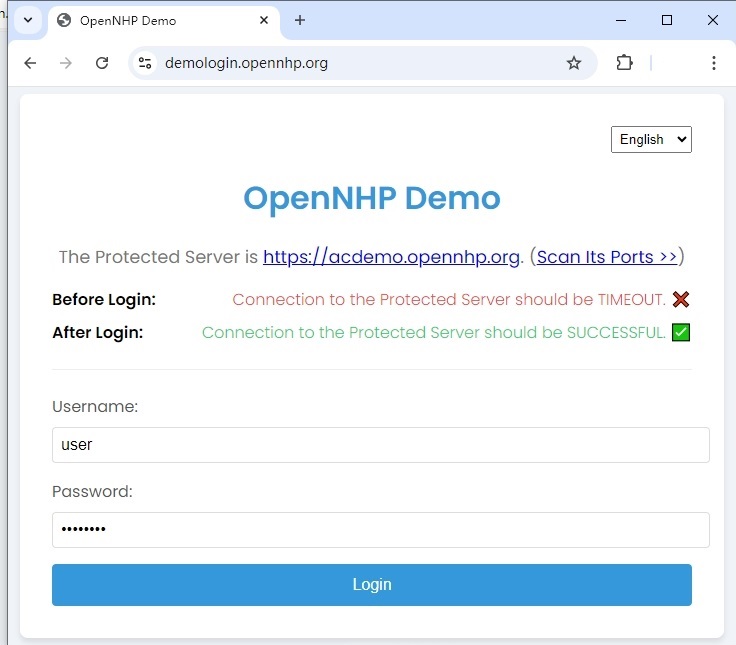 OpenNHP Demo
demologin.opennhp.org
English
OpenNHP Demo
The Protected Server is https://acdemo.opennhp.org. (Scan Its Ports >>)
Before Login: Connection to the Protected Server should be TIMEOUT. ❌
After Login: Connection to the Protected Server should be SUCCESSFUL. ✅
Username:
user
Password:
••••••••
Login